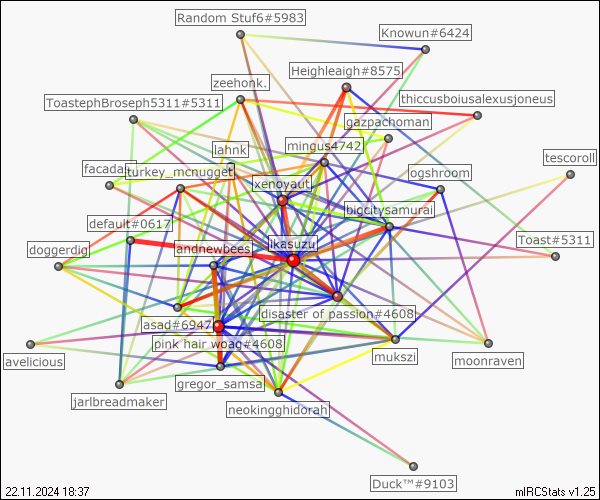 Random Stuf6#5983
Knowun#6424
Heighleaigh#8575
zeehonk.
thiccusboiusalexusjoneus
ToastephBroseph5311#5311
gazpachoman
mingus4742
lahnk
tescoroll
facadal
turkey_mcnugget
ogshroom
xenoyaut
bigcitysamurai
default#0617
Toast#5311
doggerdig
andnewbees
ikasuzu
disaster of passion#4608
asad#6947
pink hair woag#4608
mukszi
moonraven
avelicious
gregor_samsa
jarlbreadmaker
neokingghidorah
Duck™#9103
22.11.2024 18:37
mIRCStats v1.25